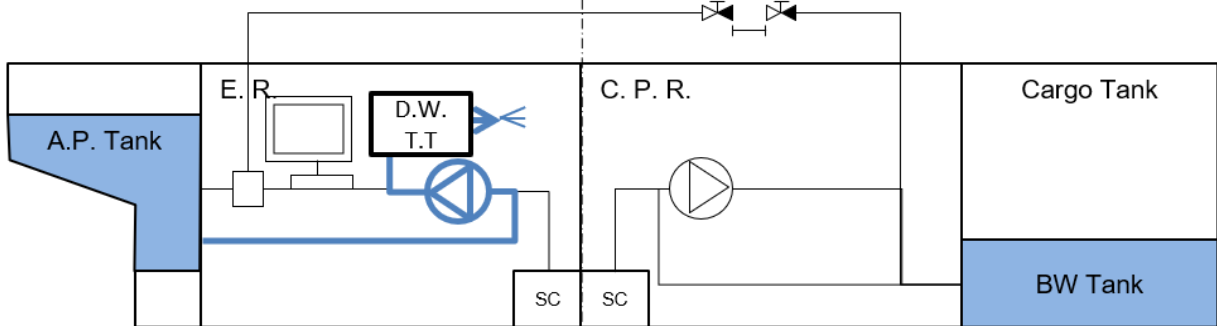 E. R.
D.W.
T.T
C. P. R.
Cargo Tank
A.P. Tank
BW Tank
SC
SC